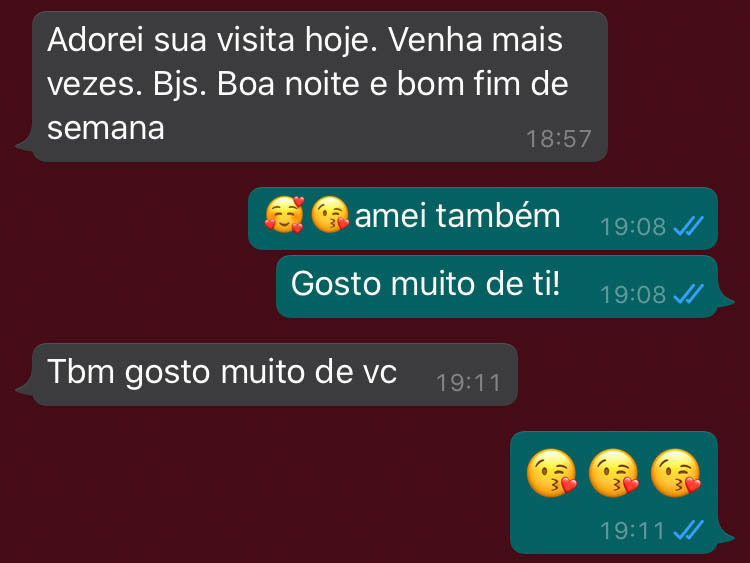 Adorei sua visita hoje. Venha mais
vezes. Bjs. Boa noite e bom fim de
semana
18:57
🥰😘amei também
19:08
Gosto muito de ti!
19:08
Tbm gosto muito de vc
19:11
😘😘😘
19:11